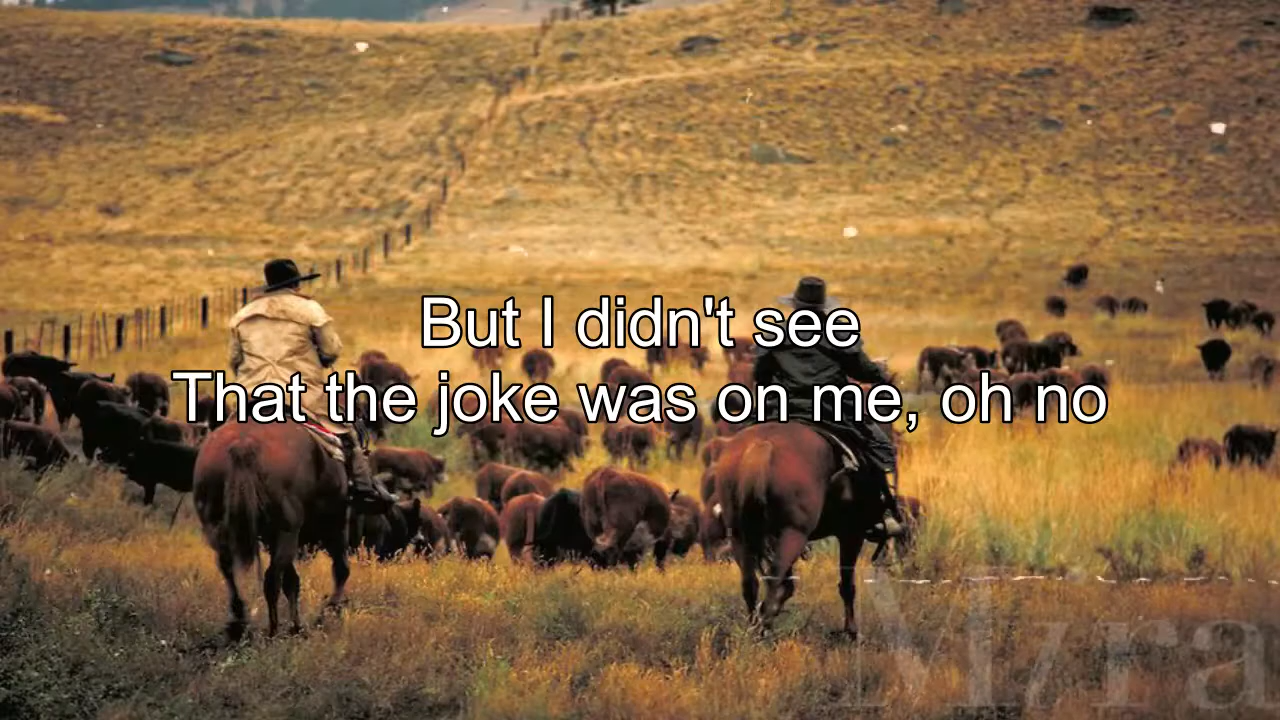 But I didn't see
That the joke was on me, oh no